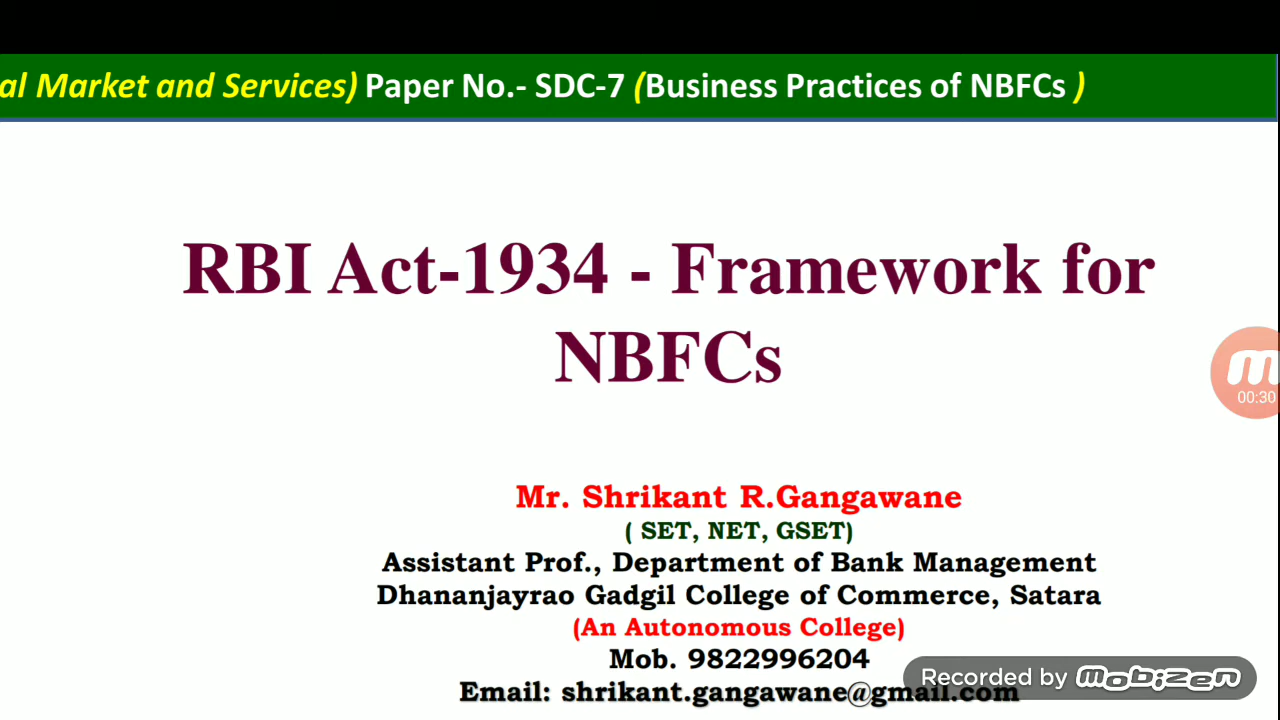 al Market and Services) Paper No.- SDC-7 (Business Practices of NBFCs )
RBI Act-1934 - Framework for
NBFCs
00:30
Mr. Shrikant R.Gangawane
( SET, NET, GSET)
Assistant Prof., Department of Bank Management
Dhananjayrao Gadgil College of Commerce, Satara
(An Autonomous College)
Mob. 9822996204
Email: shrikant.gangawane@gmail.com
Recorded by mobizen